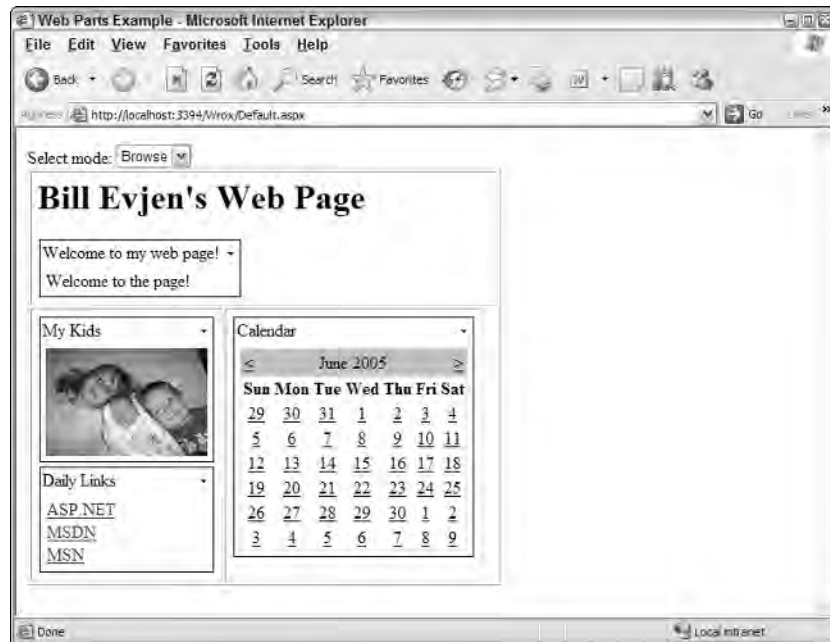 Web Parts Example - Microsoft Internet Explorer
File Edit View Favorites Tools Help
Back Search Favorites
Address http://localhost:3394/Wrox/Default.aspx Go Links »
Select mode: Browse
Bill Evjen's Web Page
Welcome to my web page!
Welcome to the page!
My Kids
Daily Links
ASP.NET
MSDN
MSN
Calendar
< June 2005 >
Sun Mon Tue Wed Thu Fri Sat
29 30 31 1 2 3 4
5 6 7 8 9 10 11
12 13 14 15 16 17 18
19 20 21 22 23 24 25
26 27 28 29 30 1 2
3 4 5 6 7 8 9
Done Local intranet